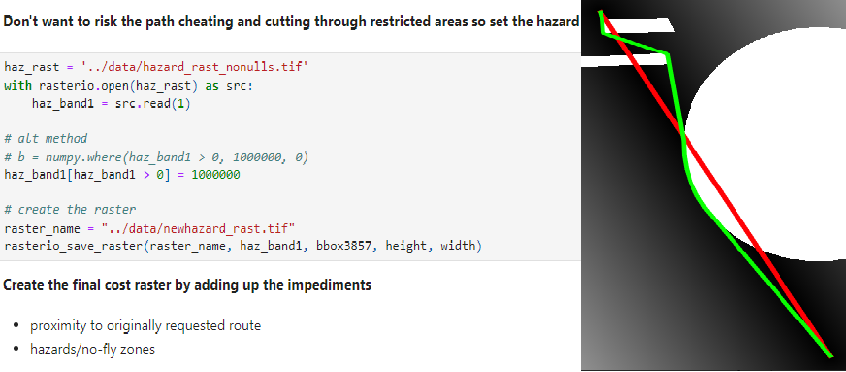 Don't want to risk the path cheating and cutting through restricted areas so set the hazard
haz_rast = '../data/hazard_rast_nonulls.tif'
with rasterio.open(haz_rast) as src:
    haz_band1 = src.read(1)
# alt method
# b = numpy.where(haz_band1 > 0, 1000000, 0)
haz_band1[haz_band1 > 0] = 1000000
# create the raster
raster_name = "../data/newhazard_rast.tif"
rasterio_save_raster(raster_name, haz_band1, bbox3857, height, width)
Create the final cost raster by adding up the impediments
• proximity to originally requested route
• hazards/no-fly zones